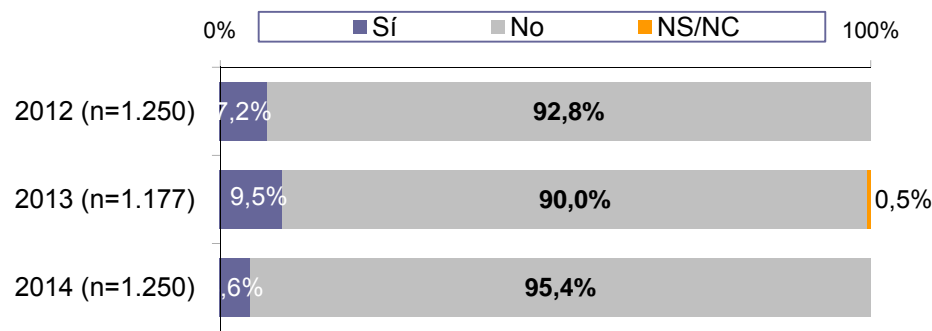 0% Sí No NS/NC 100%
2012 (n=1.250) 7,2% 92,8%
2013 (n=1.177) 9,5% 90,0% 0,5%
2014 (n=1.250) ,6% 95,4%